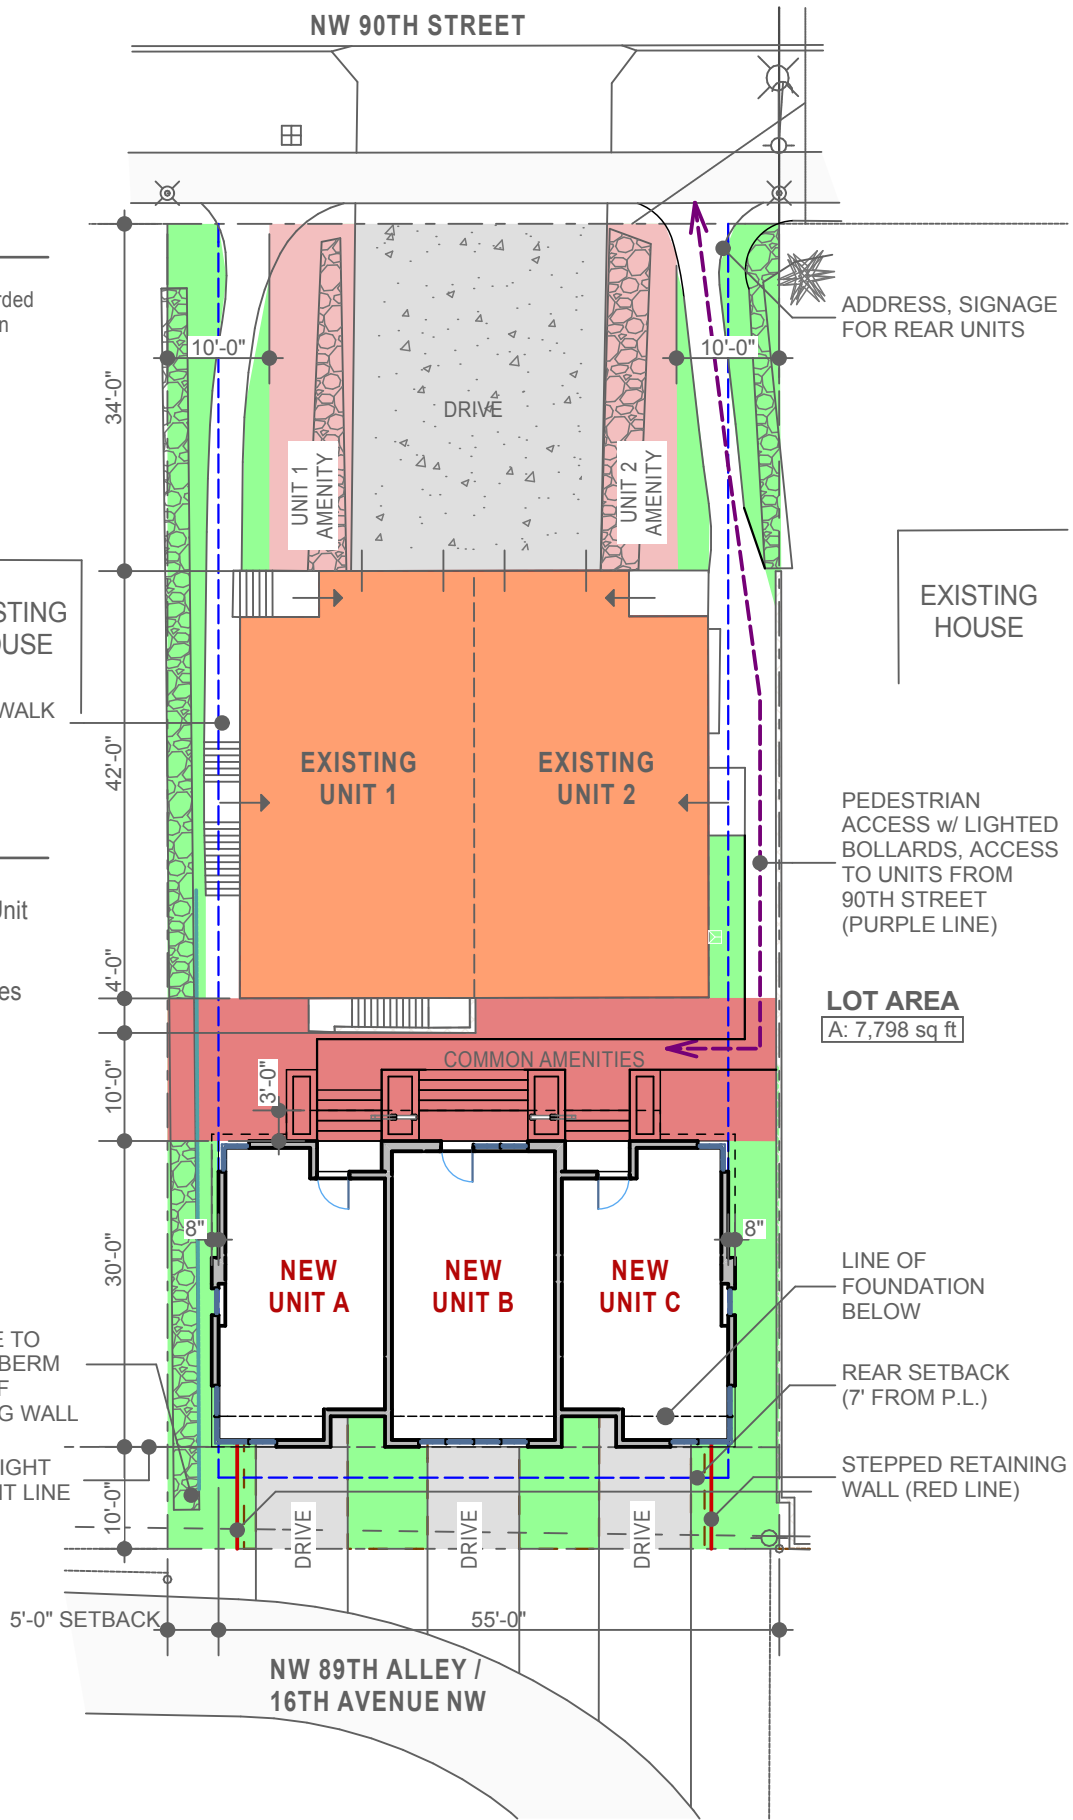 NW 90TH STREET
ADDRESS, SIGNAGE
FOR REAR UNITS
10'-0"
10'-0"
34'-0"
DRIVE
UNIT 1
AMENITY
UNIT 2
AMENITY
EXISTING
HOUSE
WALK
EXISTING
UNIT 1
EXISTING
UNIT 2
42'-0"
PEDESTRIAN
ACCESS w/ LIGHTED
BOLLARDS, ACCESS
TO UNITS FROM
90TH STREET
(PURPLE LINE)
4'-0"
LOT AREA
A: 7,798 sq ft
COMMON AMENITIES
10'-0"
3'-0"
8"
8"
30'-0"
NEW
UNIT A
NEW
UNIT B
NEW
UNIT C
LINE OF
FOUNDATION
BELOW
E TO
BERM
F
G WALL
REAR SETBACK
(7' FROM P.L.)
STEPPED RETAINING
WALL (RED LINE)
IGHT
IT LINE
10'-0"
DRIVE
DRIVE
DRIVE
5'-0" SETBACK
55'-0"
NW 89TH ALLEY /
16TH AVENUE NW